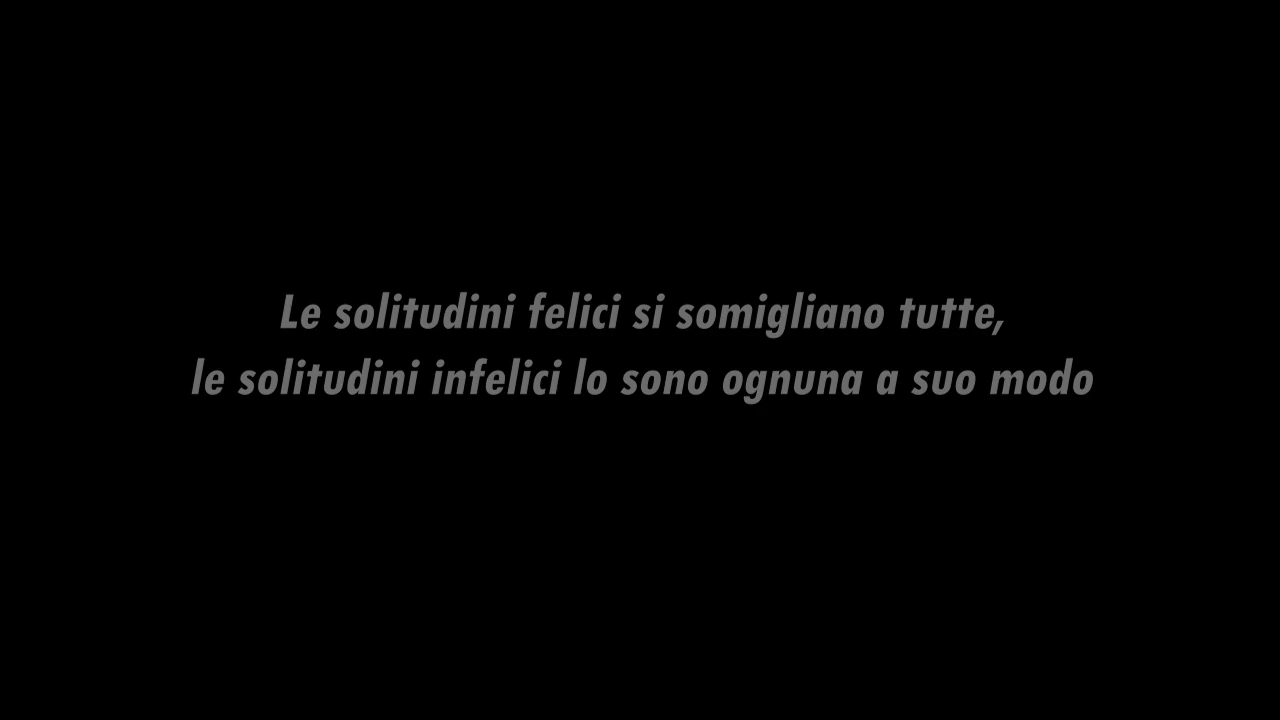 Le solitudini felici si somigliano tutte,
le solitudini infelici lo sono ognuna a suo modo